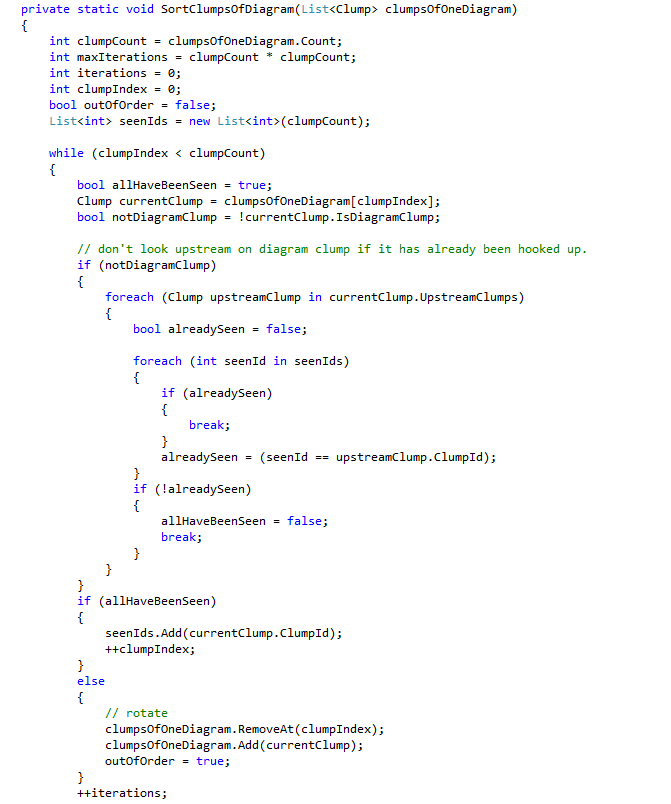 private static void SortClumpsOfDiagram(List<Clump> clumpsOfOneDiagram)
{
    int clumpCount = clumpsOfOneDiagram.Count;
    int maxIterations = clumpCount * clumpCount;
    int iterations = 0;
    int clumpIndex = 0;
    bool outOfOrder = false;
    List<int> seenIds = new List<int>(clumpCount);

    while (clumpIndex < clumpCount)
    {
        bool allHaveBeenSeen = true;
        Clump currentClump = clumpsOfOneDiagram[clumpIndex];
        bool notDiagramClump = !currentClump.IsDiagramClump;

        // don't look upstream on diagram clump if it has already been hooked up.
        if (notDiagramClump)
        {
            foreach (Clump upstreamClump in currentClump.UpstreamClumps)
            {
                bool alreadySeen = false;

                foreach (int seenId in seenIds)
                {
                    if (alreadySeen)
                    {
                        break;
                    }
                    alreadySeen = (seenId == upstreamClump.ClumpId);
                }
                if (!alreadySeen)
                {
                    allHaveBeenSeen = false;
                    break;
                }
            }
        }
        if (allHaveBeenSeen)
        {
            seenIds.Add(currentClump.ClumpId);
            ++clumpIndex;
        }
        else
        {
            // rotate
            clumpsOfOneDiagram.RemoveAt(clumpIndex);
            clumpsOfOneDiagram.Add(currentClump);
            outOfOrder = true;
        }
        ++iterations;